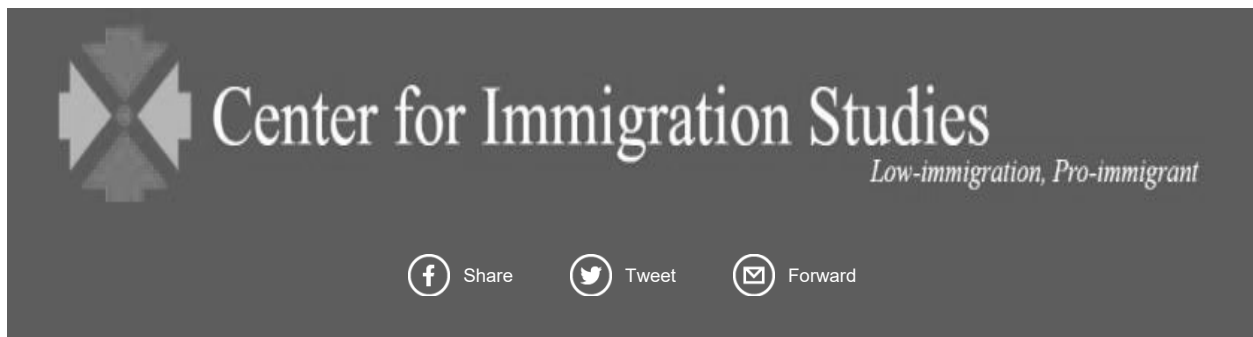 Center for Immigration Studies
Low-immigration, Pro-immigrant
Share Tweet Forward